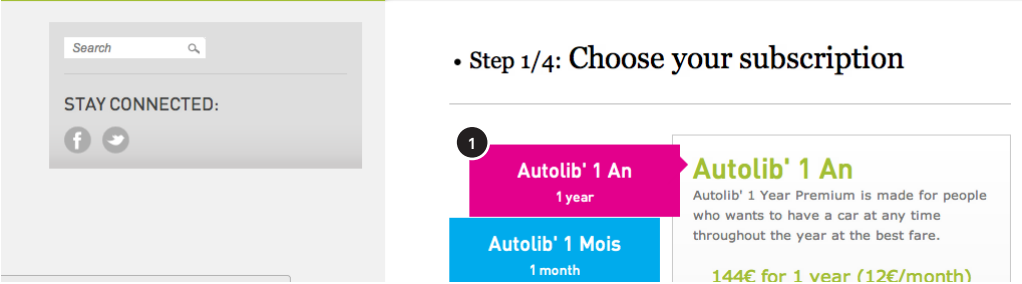 Search
STAY CONNECTED:
• Step 1/4: Choose your subscription
1
Autolib' 1 An
1 year
Autolib' 1 Mois
1 month
Autolib' 1 An
Autolib' 1 Year Premium is made for people
who wants to have a car at any time
throughout the year at the best fare.
144€ for 1 year (12€/month)